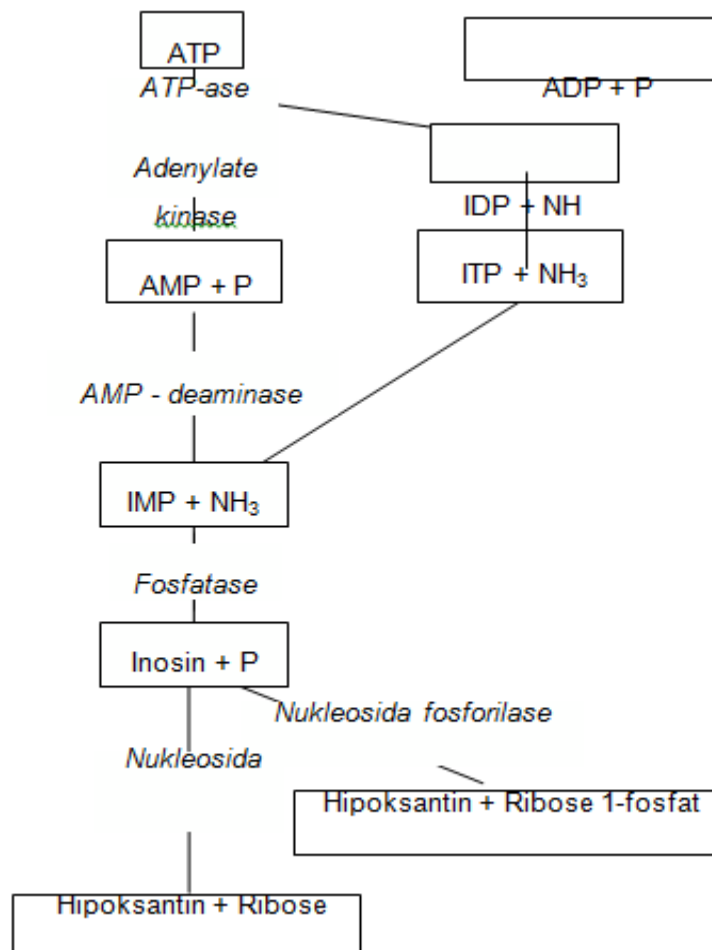 ATP
ATP-ase
ADP + P
Adenylate
kinase
IDP + NH
AMP + P
ITP + NH₃
AMP - deaminase
IMP + NH₃
Fosfatase
Inosin + P
Nukleosida fosforilase
Nukleosida
Hipoksantin + Ribose 1-fosfat
Hipoksantin + Ribose